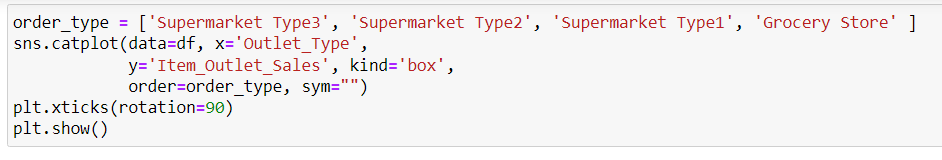 order_type = ['Supermarket Type3', 'Supermarket Type2', 'Supermarket Type1', 'Grocery Store' ]
sns.catplot(data=df, x='Outlet_Type',
            y='Item_Outlet_Sales', kind='box',
            order=order_type, sym="")
plt.xticks(rotation=90)
plt.show()